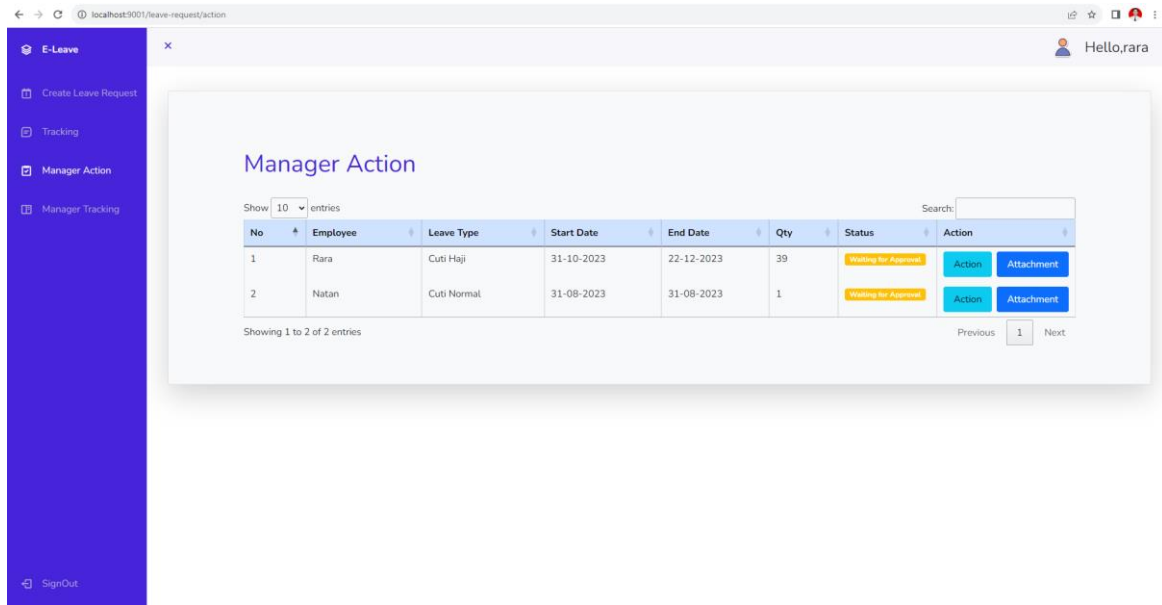 localhost:9001/leave-request/action
E-Leave
Hello,rara
Create Leave Request
Tracking
Manager Action
Manager Tracking
Manager Action
Show 10 entries
Search:
No Employee Leave Type Start Date End Date Qty Status Action
1 Rara Cuti Haji 31-10-2023 22-12-2023 39 Waiting for Approval Action Attachment
2 Natan Cuti Normal 31-08-2023 31-08-2023 1 Waiting for Approval Action Attachment
Showing 1 to 2 of 2 entries
Previous 1 Next
SignOut